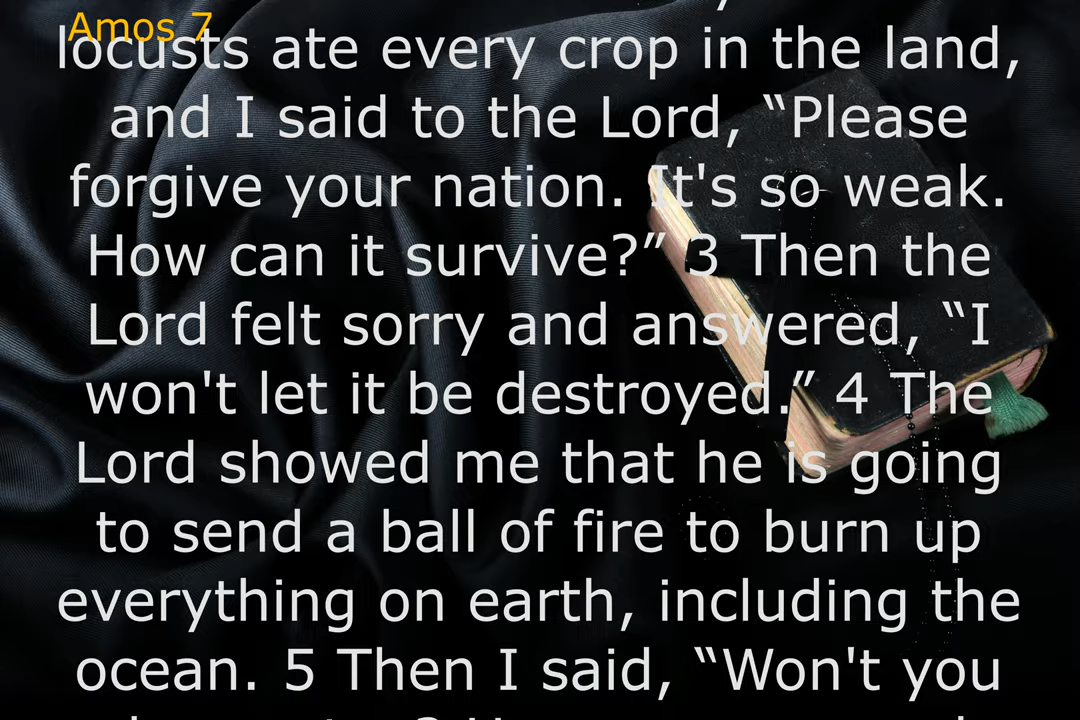 Amos 7
locusts ate every crop in the land,
and I said to the Lord, “Please
forgive your nation. It's so weak.
How can it survive?” 3 Then the
Lord felt sorry and answered, “I
won't let it be destroyed.” 4 The
Lord showed me that he is going
to send a ball of fire to burn up
everything on earth, including the
ocean. 5 Then I said, “Won't you